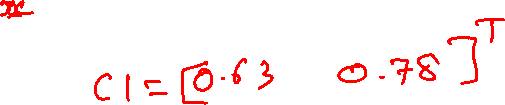 C1 = [0.63 0.78]ᵀ